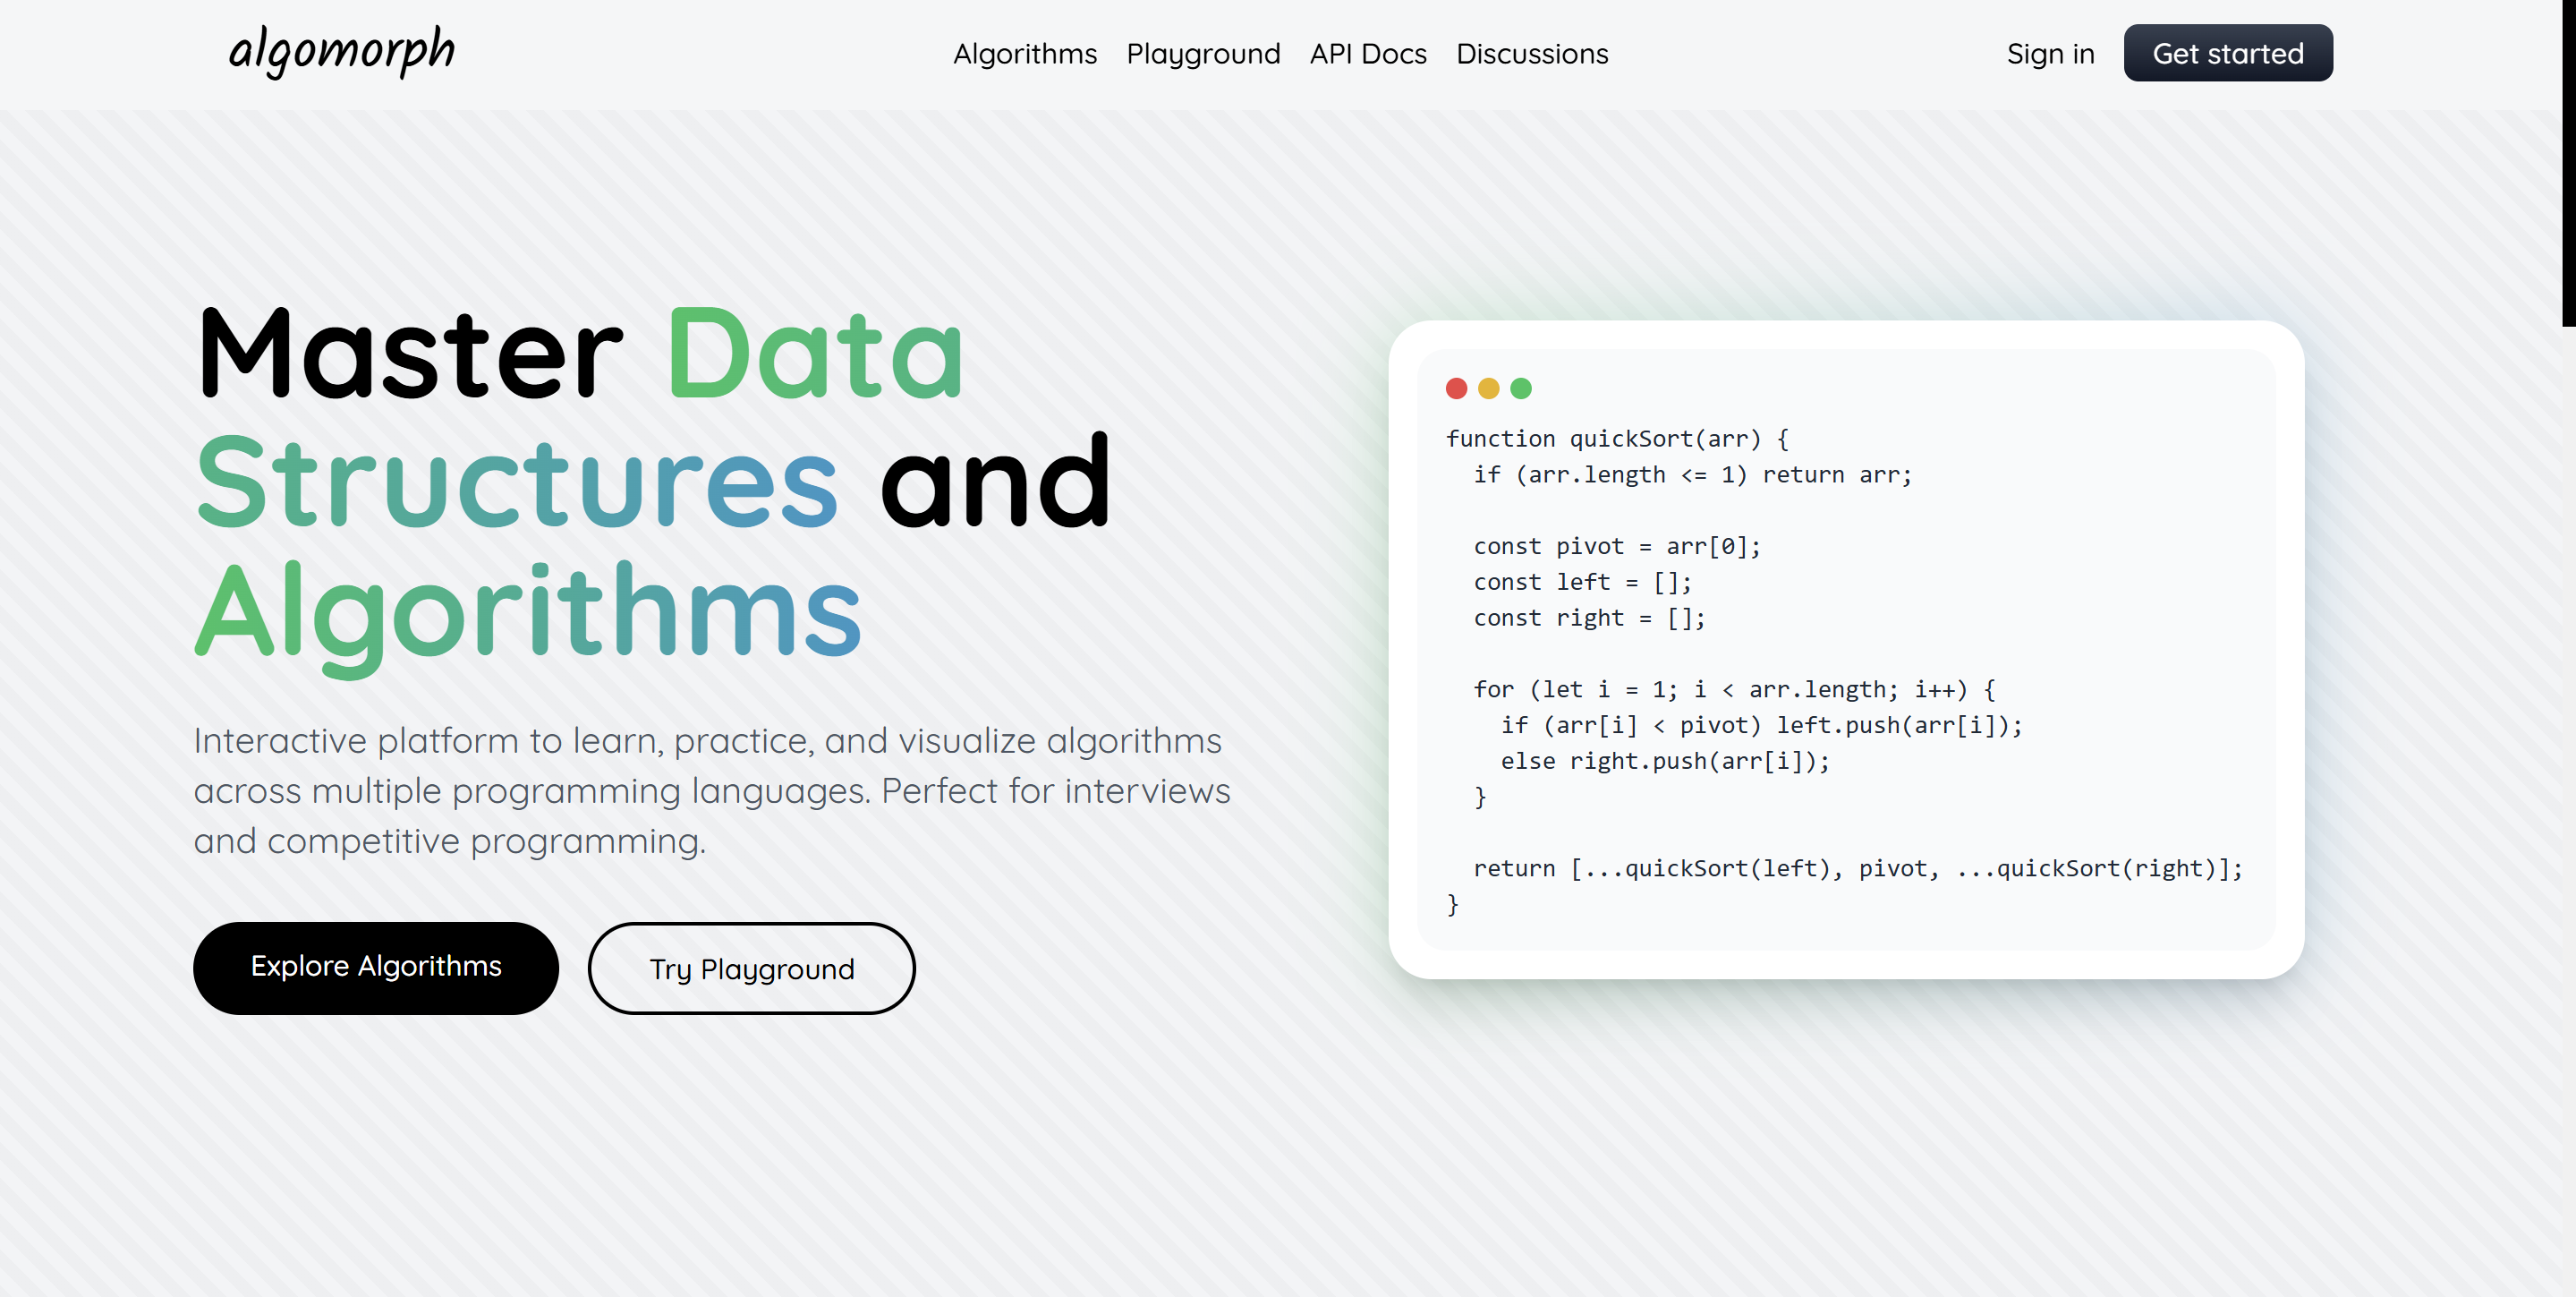 algomorph
Algorithms Playground API Docs Discussions
Sign in Get started
Master Data
Structures and
Algorithms
Interactive platform to learn, practice, and visualize algorithms
across multiple programming languages. Perfect for interviews
and competitive programming.
Explore Algorithms
Try Playground
function quickSort(arr) {
  if (arr.length <= 1) return arr;

  const pivot = arr[0];
  const left = [];
  const right = [];

  for (let i = 1; i < arr.length; i++) {
    if (arr[i] < pivot) left.push(arr[i]);
    else right.push(arr[i]);
  }

  return [...quickSort(left), pivot, ...quickSort(right)];
}